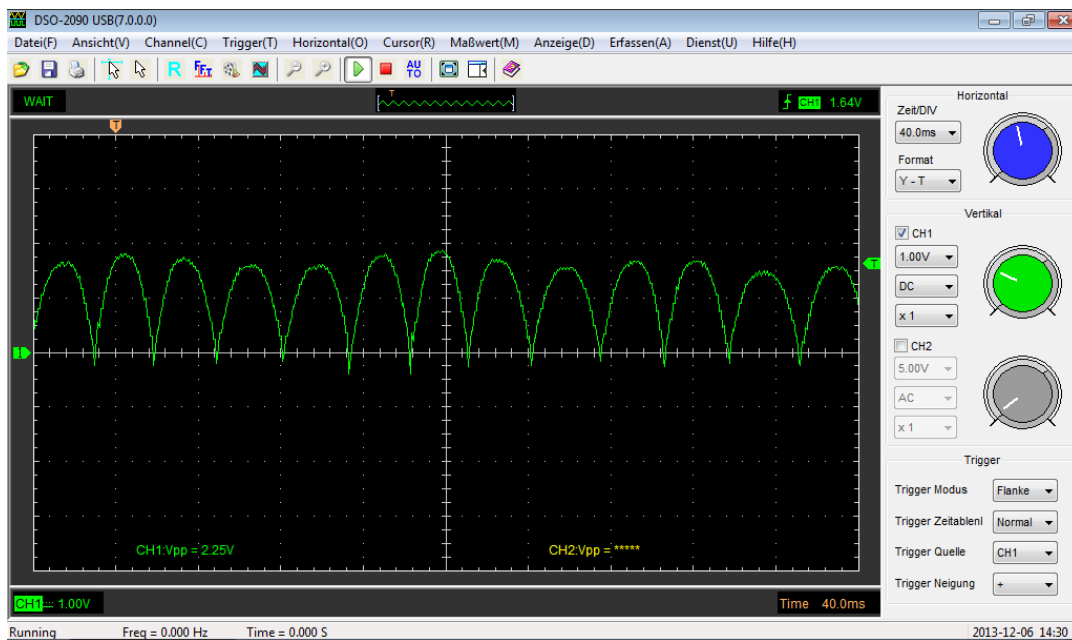 DSO-2090 USB(7.0.0.0)
Datei(F) Ansicht(V) Channel(C) Trigger(T) Horizontal(O) Cursor(R) Maßwert(M) Anzeige(D) Erfassen(A) Dienst(U) Hilfe(H)
R FFT AU TO
WAIT T CH1 1.64V
T
T
1
CH1:Vpp = 2.25V CH2:Vpp = *****
CH1 1.00V Time 40.0ms
Horizontal
Zeit/DIV
40.0ms
Format
Y - T
Vertikal
CH1
1.00V
DC
x 1
CH2
5.00V
AC
x 1
Trigger
Trigger Modus Flanke
Trigger Zeitablenl Normal
Trigger Quelle CH1
Trigger Neigung +
Running Freq = 0.000 Hz Time = 0.000 S 2013-12-06 14:30